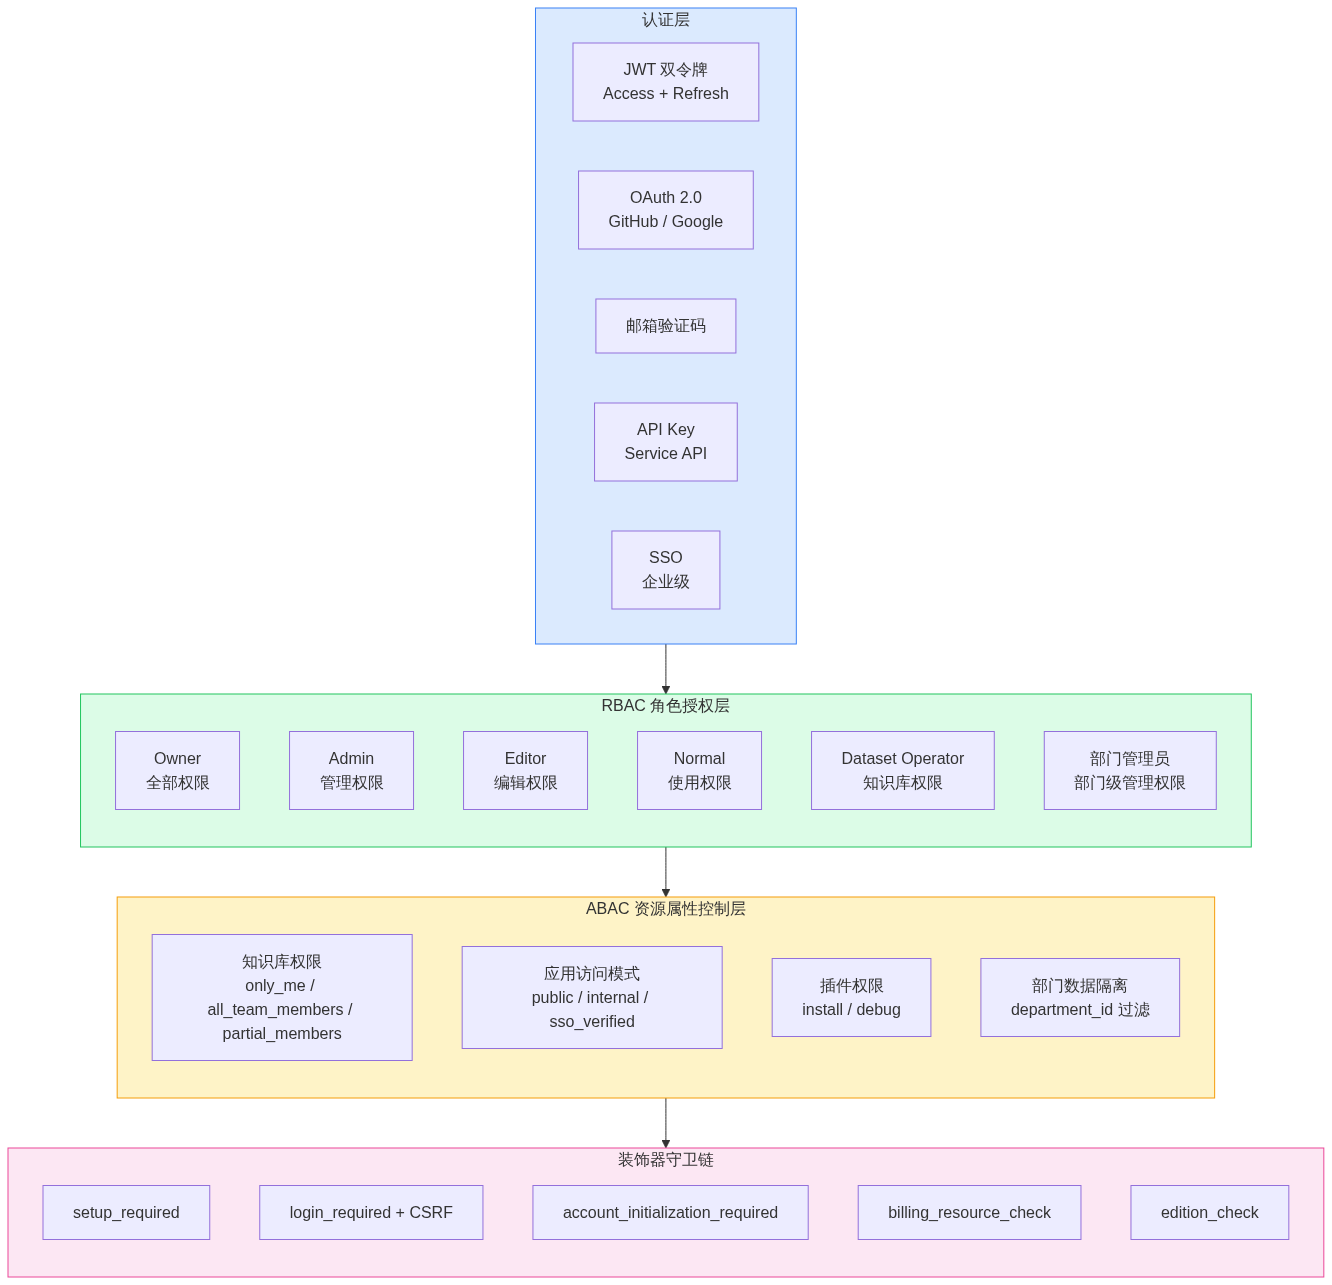 认证层
JWT 双令牌
Access + Refresh
OAuth 2.0
GitHub / Google
邮箱验证码
API Key
Service API
SSO
企业级
RBAC 角色授权层
Owner
全部权限
Admin
管理权限
Editor
编辑权限
Normal
使用权限
Dataset Operator
知识库权限
部门管理员
部门级管理权限
ABAC 资源属性控制层
知识库权限
only_me /
all_team_members /
partial_members
应用访问模式
public / internal /
sso_verified
插件权限
install / debug
部门数据隔离
department_id 过滤
装饰器守卫链
setup_required
login_required + CSRF
account_initialization_required
billing_resource_check
edition_check